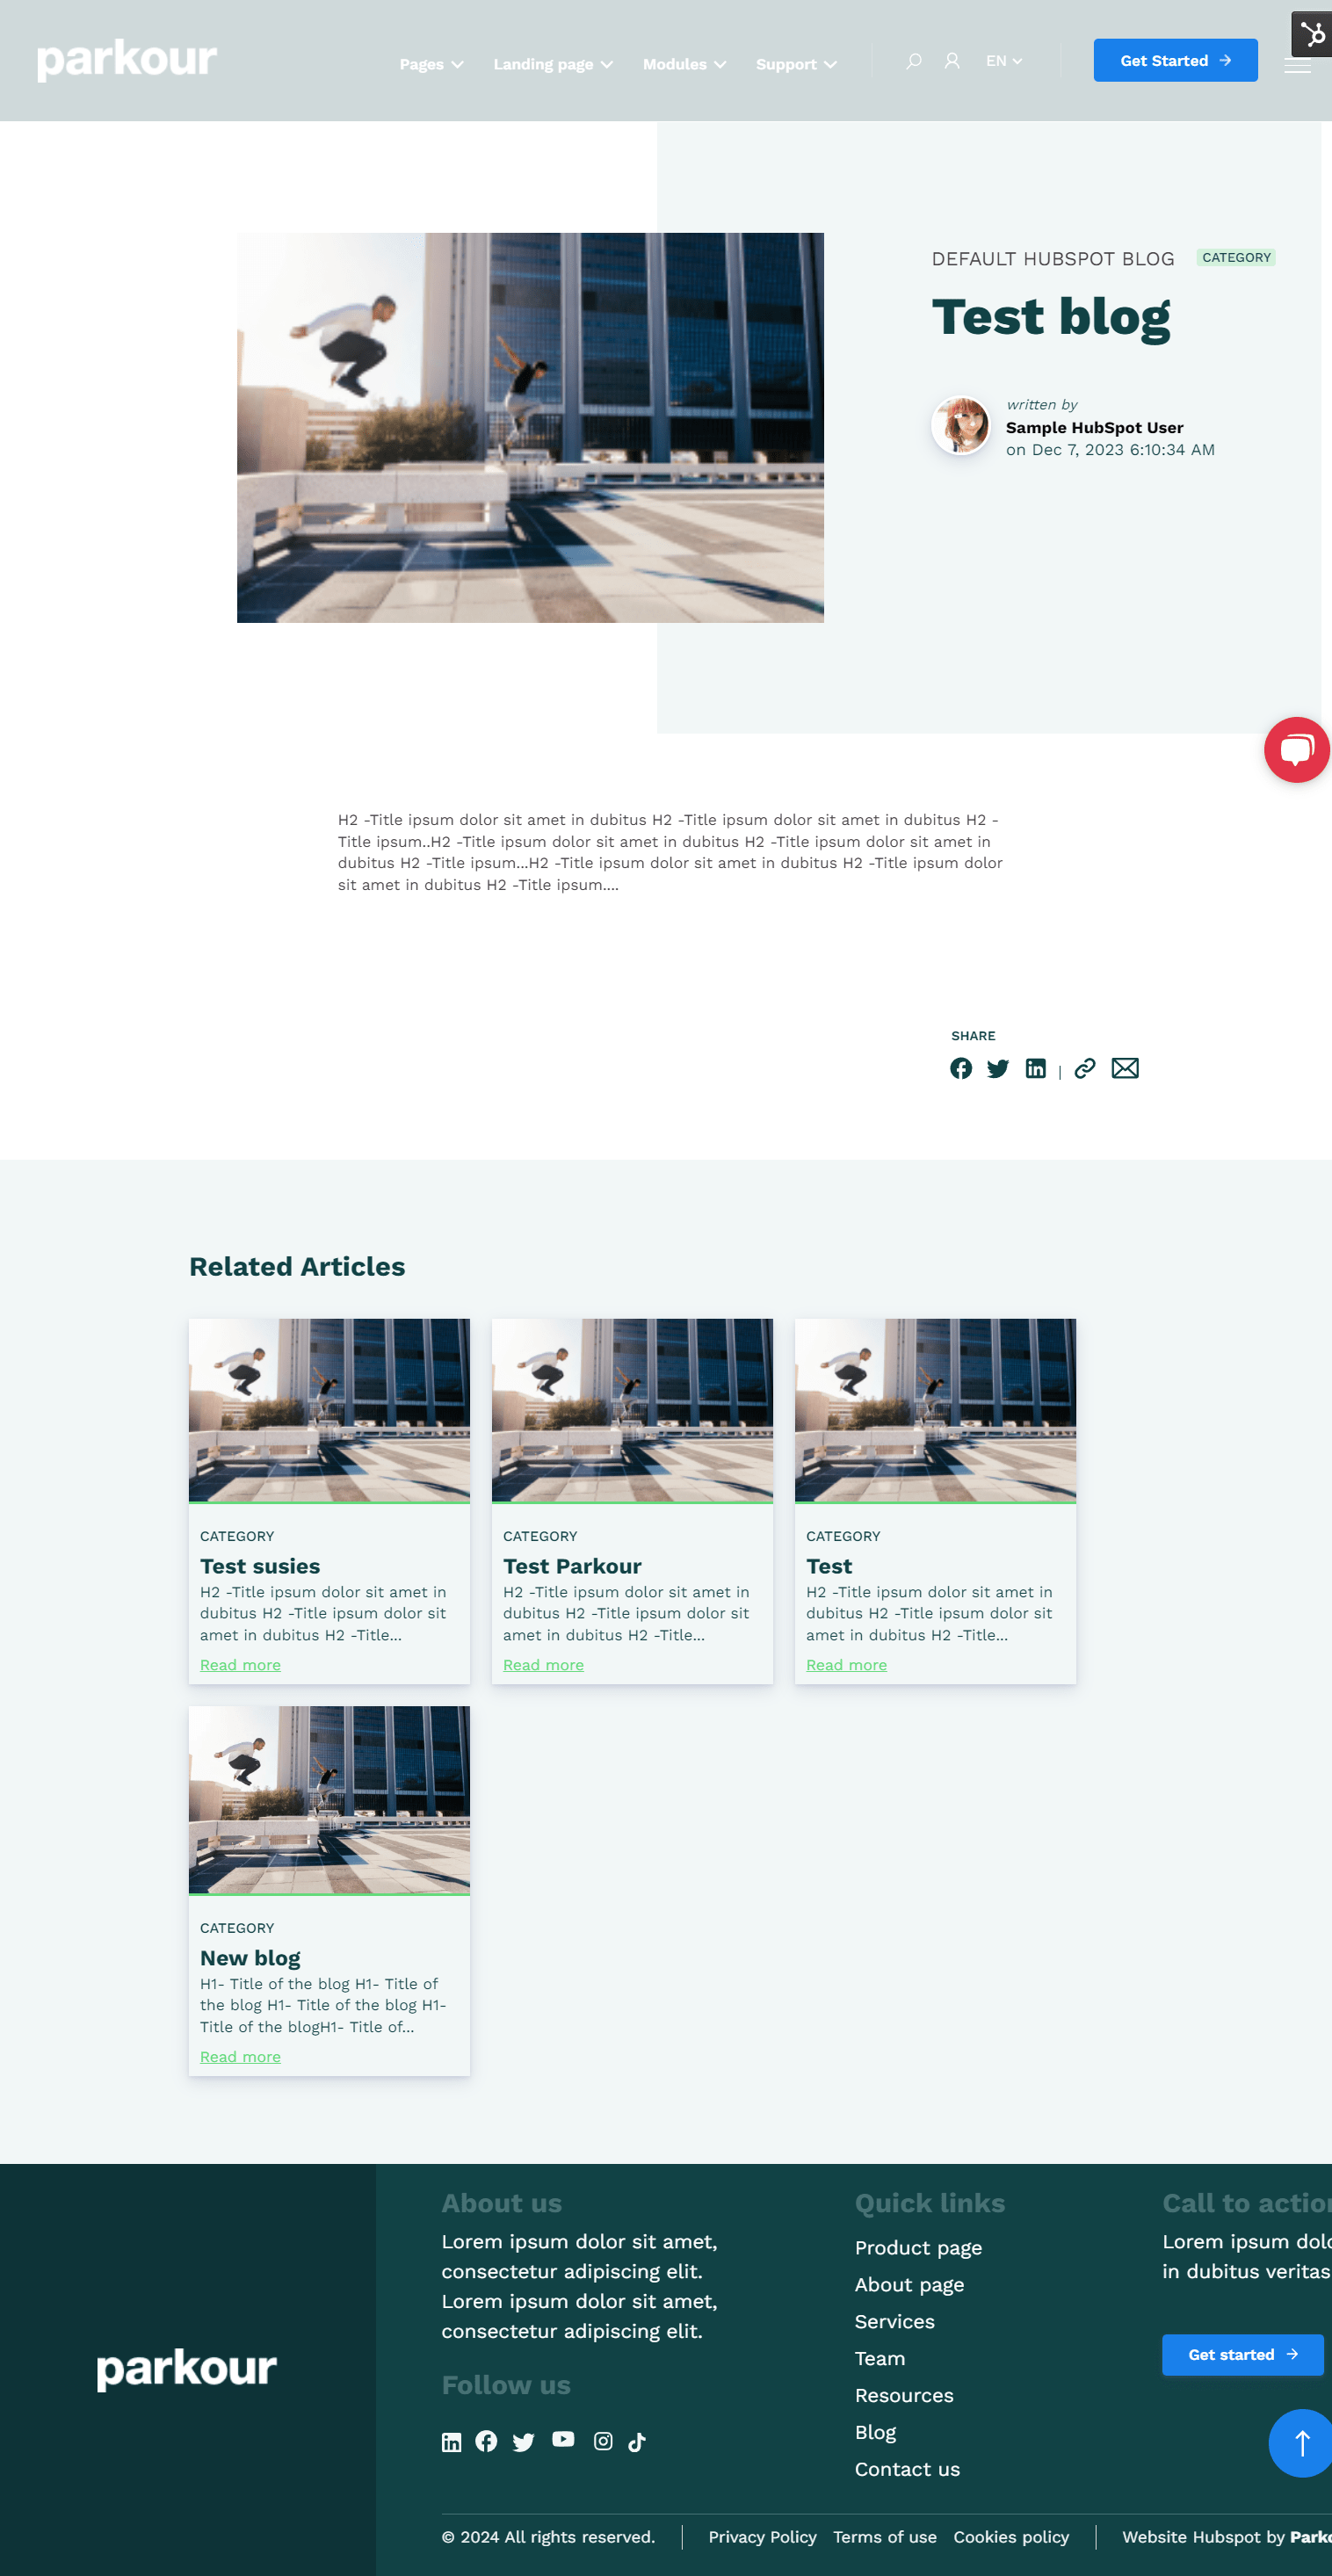 parkour
Pages Landing page Modules Support EN Get Started
DEFAULT HUBSPOT BLOG CATEGORY
Test blog
written by
Sample HubSpot User
on Dec 7, 2023 6:10:34 AM
H2 -Title ipsum dolor sit amet in dubitus H2 -Title ipsum dolor sit amet in dubitus H2 -
Title ipsum..H2 -Title ipsum dolor sit amet in dubitus H2 -Title ipsum dolor sit amet in
dubitus H2 -Title ipsum...H2 -Title ipsum dolor sit amet in dubitus H2 -Title ipsum dolor
sit amet in dubitus H2 -Title ipsum....
SHARE
Related Articles
CATEGORY
Test susies
H2 -Title ipsum dolor sit amet in
dubitus H2 -Title ipsum dolor sit
amet in dubitus H2 -Title...
Read more
CATEGORY
Test Parkour
H2 -Title ipsum dolor sit amet in
dubitus H2 -Title ipsum dolor sit
amet in dubitus H2 -Title...
Read more
CATEGORY
Test
H2 -Title ipsum dolor sit amet in
dubitus H2 -Title ipsum dolor sit
amet in dubitus H2 -Title...
Read more
CATEGORY
New blog
H1- Title of the blog H1- Title of
the blog H1- Title of the blog H1-
Title of the blogH1- Title of...
Read more
parkour
About us
Lorem ipsum dolor sit amet,
consectetur adipiscing elit.
Lorem ipsum dolor sit amet,
consectetur adipiscing elit.
Follow us
Quick links
Product page
About page
Services
Team
Resources
Blog
Contact us
Call to action
Lorem ipsum dolo
in dubitus veritas
Get started
© 2024 All rights reserved. Privacy Policy Terms of use Cookies policy Website Hubspot by Parko